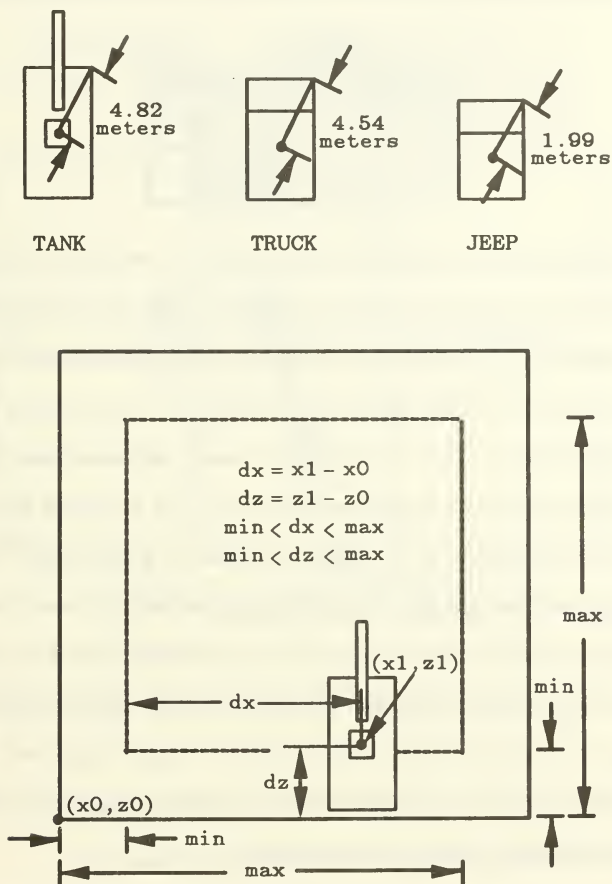 4.82
meters
4.54
meters
1.99
meters
TANK
TRUCK
JEEP
dx = x1 - x0
dz = z1 - z0
min < dx < max
min < dz < max
max
(x1,z1)
min
dx
dz
(x0,z0)
min
max